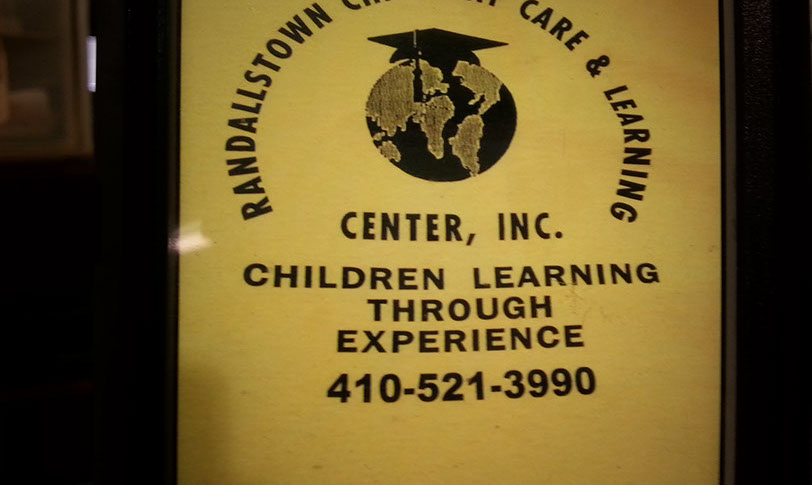 RANDALLSTOWN CARE & LEARNING
CENTER, INC.
CHILDREN LEARNING
THROUGH
EXPERIENCE
410-521-3990